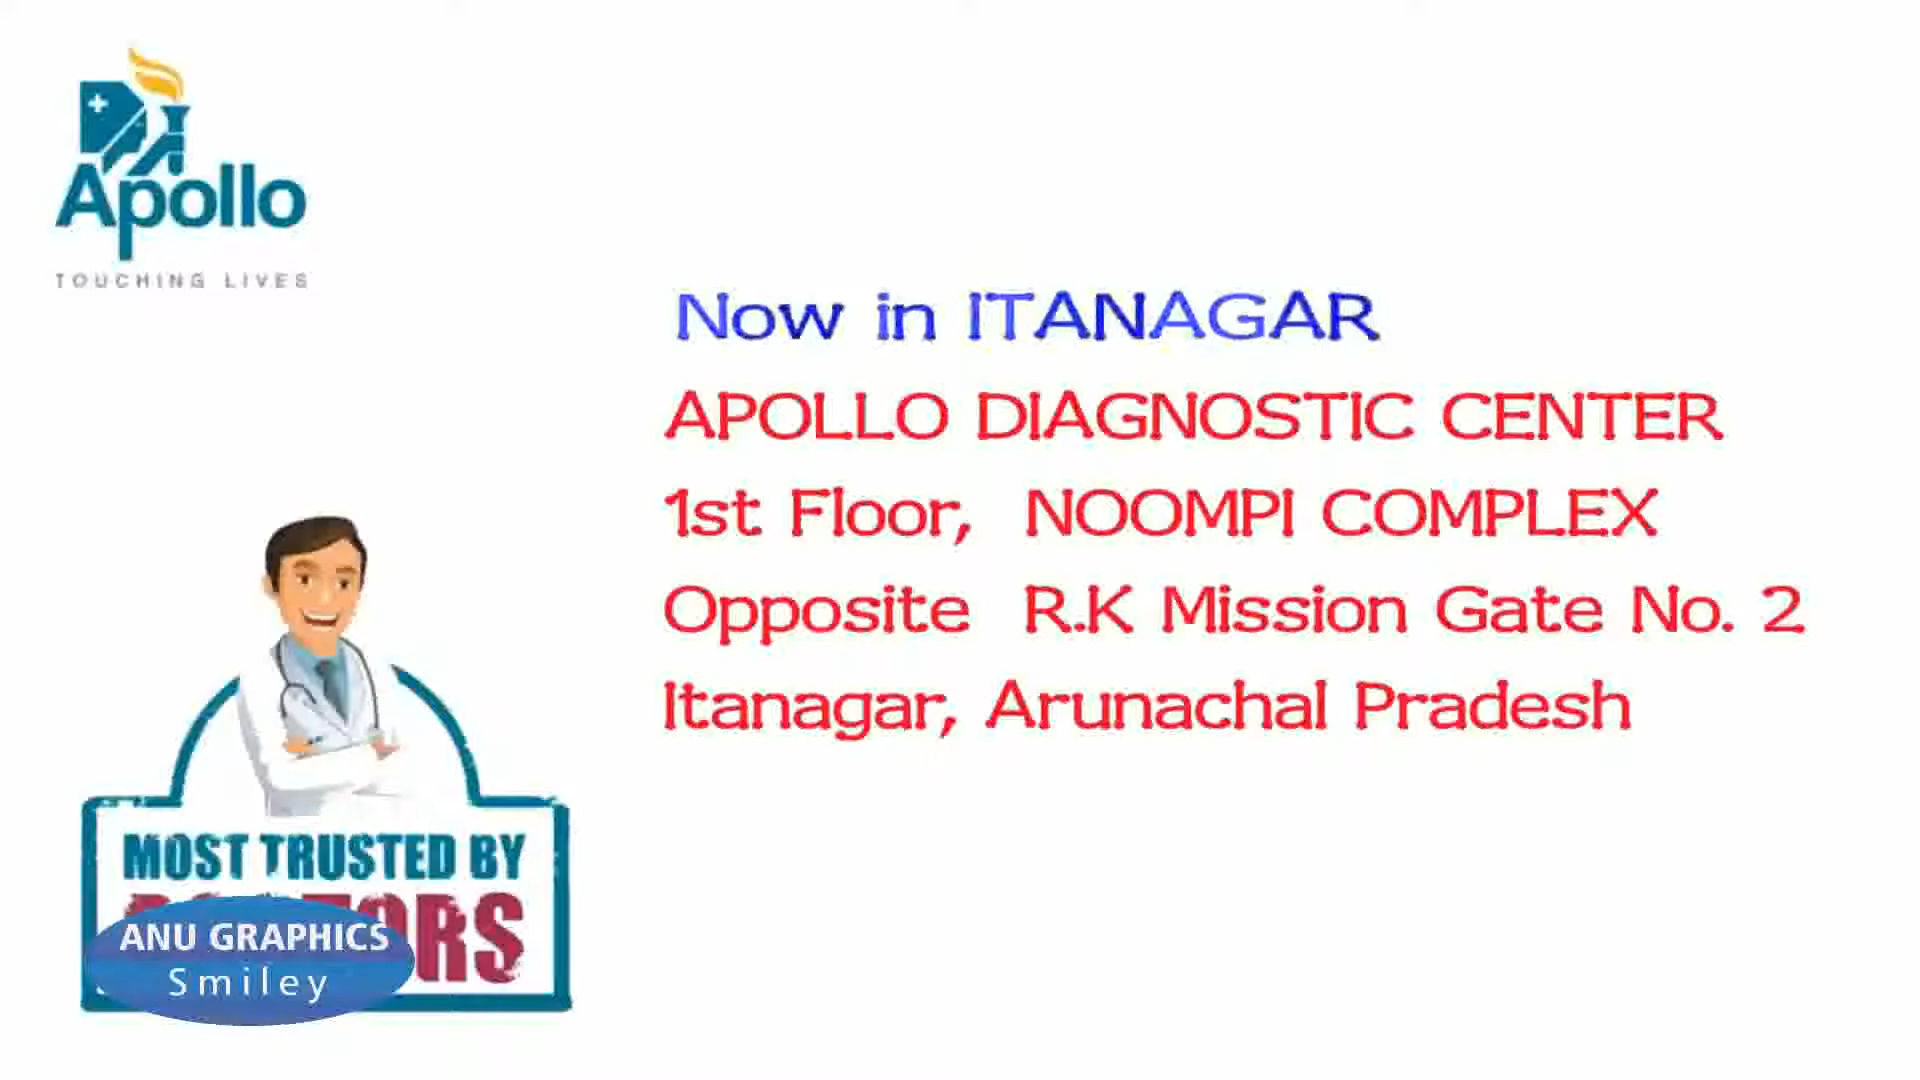 Apollo
TOUCHING LIVES
Now in ITANAGAR
APOLLO DIAGNOSTIC CENTER
1st Floor, NOOMPI COMPLEX
Opposite R.K Mission Gate No. 2
Itanagar, Arunachal Pradesh
MOST TRUSTED BY
ANU GRAPHICS
Smiley